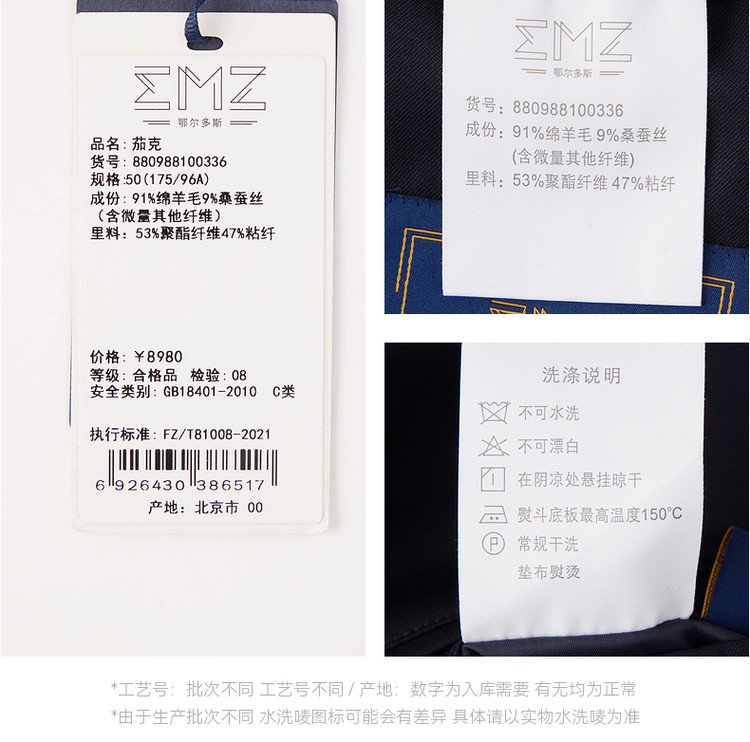 ΣMZ
鄂尔多斯
品名: 茄克
货号: 880988100336
规格:50(175/96A)
成份: 91%绵羊毛9%桑蚕丝
(含微量其他纤维)
里料: 53%聚酯纤维47%粘纤
价格: ¥8980
等级: 合格品 检验: 08
安全类别: GB18401-2010 C类
执行标准: FZ/T81008-2021
6 926430 386517
产地: 北京市 00
ΣMZ
鄂尔多斯
货号: 880988100336
成份: 91%绵羊毛 9%桑蚕丝
(含微量其他纤维)
里料: 53%聚酯纤维 47%粘纤
洗涤说明
不可水洗
不可漂白
在阴凉处悬挂晾干
熨斗底板最高温度150℃
P 常规干洗
垫布熨烫
*工艺号: 批次不同 工艺号不同 / 产地: 数字为入库需要 有无均为正常
*由于生产批次不同 水洗唛图标可能会有差异 具体请以实物水洗唛为准